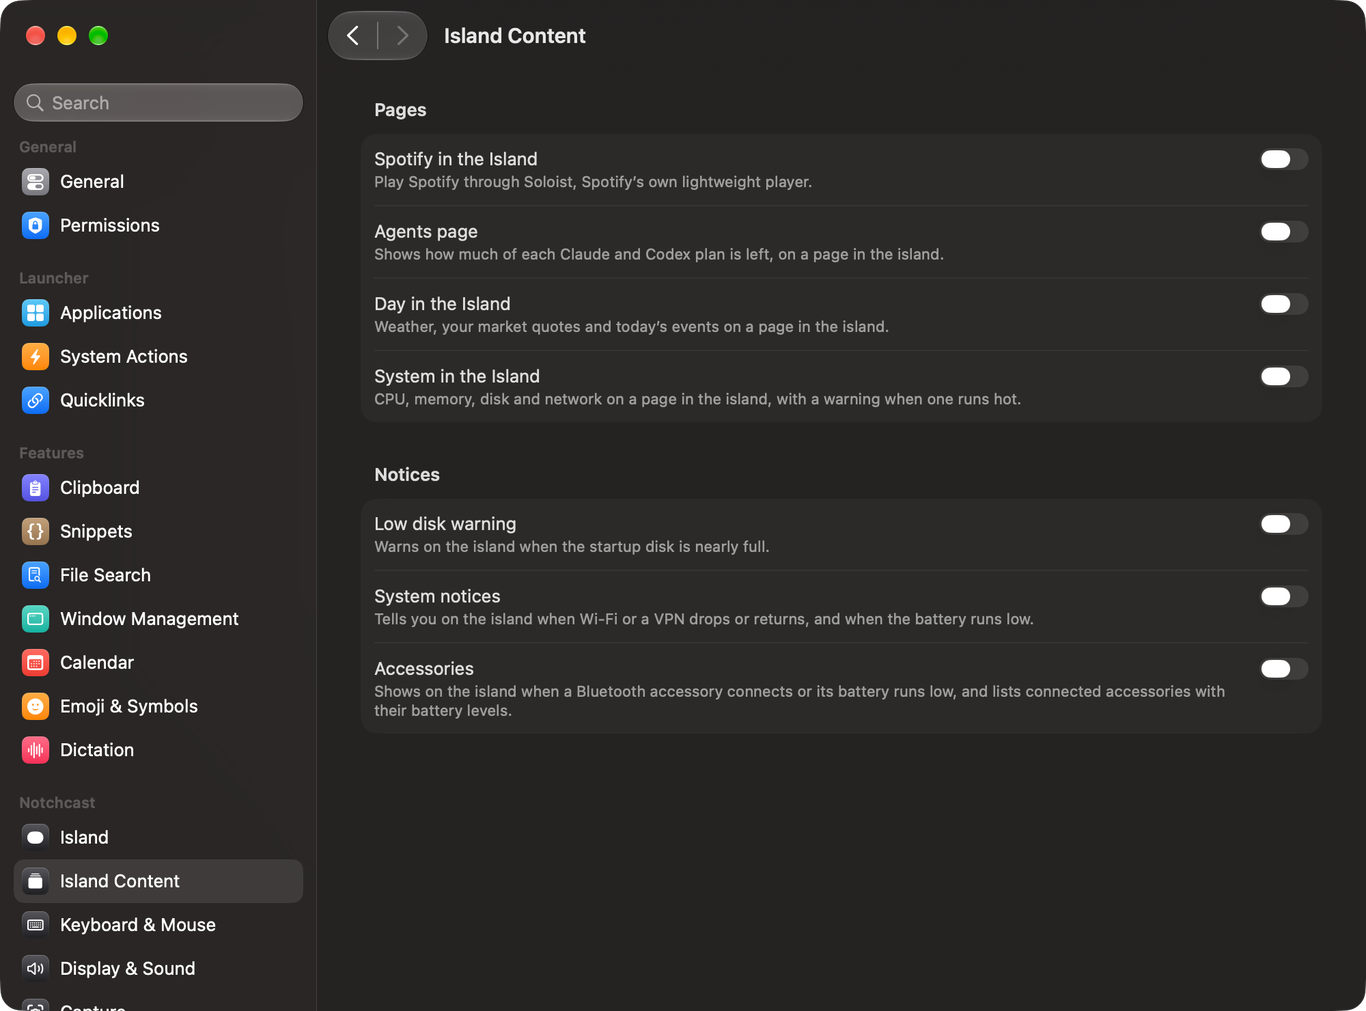 Island Content
Search
General
General
Permissions
Launcher
Applications
System Actions
Quicklinks
Features
Clipboard
Snippets
File Search
Window Management
Calendar
Emoji & Symbols
Dictation
Notchcast
Island
Island Content
Keyboard & Mouse
Display & Sound
Capture
Pages
Spotify in the Island
Play Spotify through Soloist, Spotify’s own lightweight player.
Agents page
Shows how much of each Claude and Codex plan is left, on a page in the island.
Day in the Island
Weather, your market quotes and today’s events on a page in the island.
System in the Island
CPU, memory, disk and network on a page in the island, with a warning when one runs hot.
Notices
Low disk warning
Warns on the island when the startup disk is nearly full.
System notices
Tells you on the island when Wi-Fi or a VPN drops or returns, and when the battery runs low.
Accessories
Shows on the island when a Bluetooth accessory connects or its battery runs low, and lists connected accessories with
their battery levels.